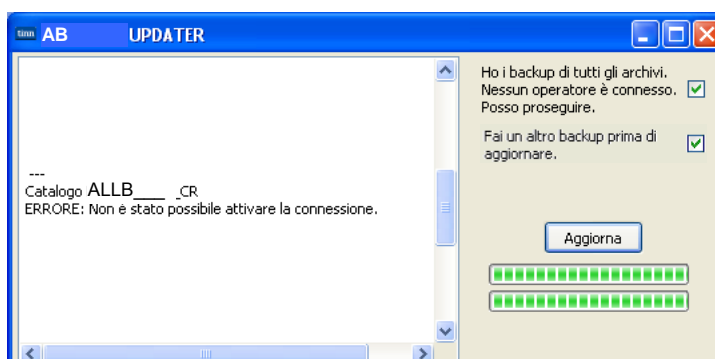 tinn AB UPDATER
---
Catalogo ALLB___ _CR
ERRORE: Non è stato possibile attivare la connessione.
Ho i backup di tutti gli archivi.
Nessun operatore è connesso.
Posso proseguire.
Fai un altro backup prima di
aggiornare.
Aggiorna